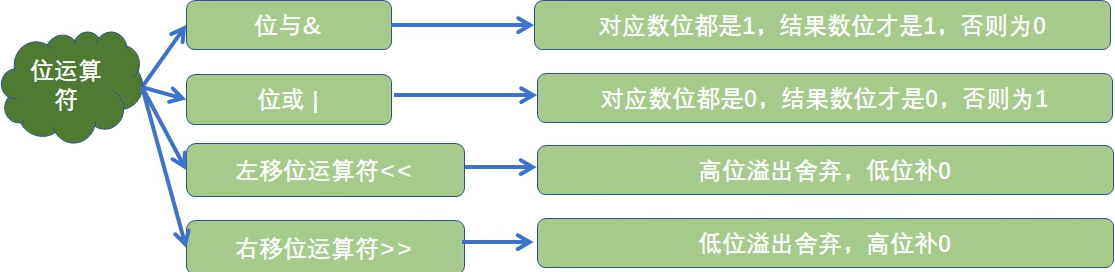 位运算
符
位与&
对应数位都是1，结果数位才是1，否则为0
位或 |
对应数位都是0，结果数位才是0，否则为1
左移位运算符<<
高位溢出舍弃，低位补0
右移位运算符>>
低位溢出舍弃，高位补0